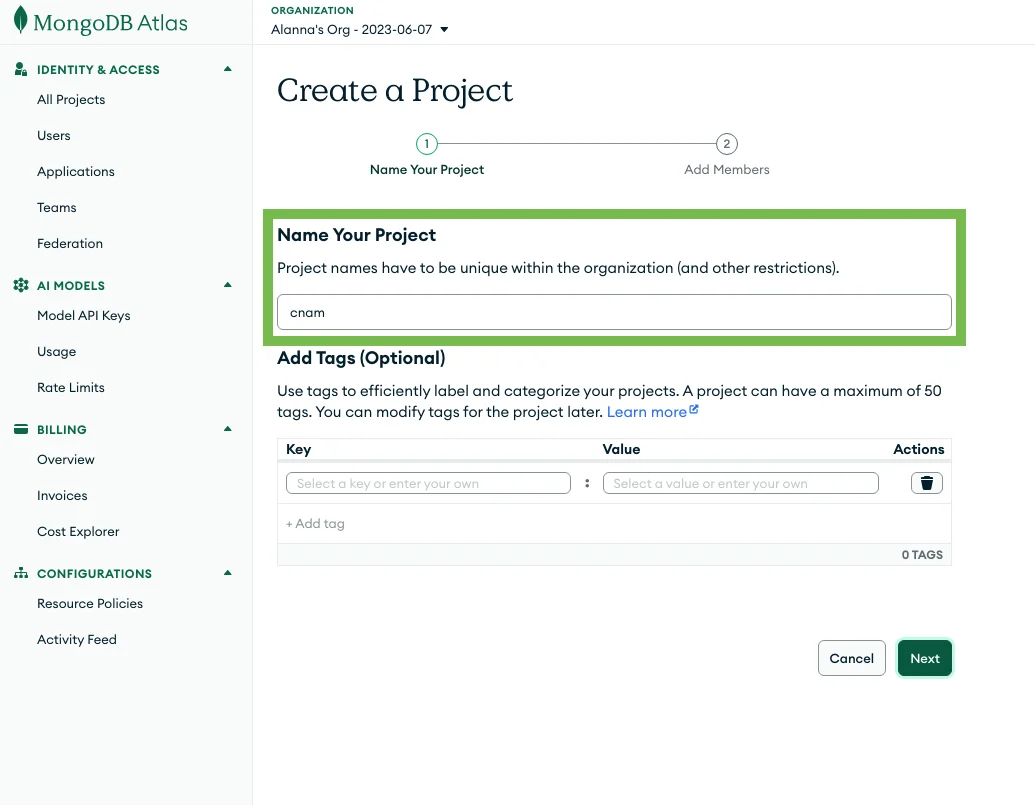 MongoDB Atlas
ORGANIZATION
Alanna's Org - 2023-06-07
IDENTITY & ACCESS
All Projects
Users
Applications
Teams
Federation
AI MODELS
Model API Keys
Usage
Rate Limits
BILLING
Overview
Invoices
Cost Explorer
CONFIGURATIONS
Resource Policies
Activity Feed
Create a Project
1
Name Your Project
2
Add Members
Name Your Project
Project names have to be unique within the organization (and other restrictions).
cnam
Add Tags (Optional)
Use tags to efficiently label and categorize your projects. A project can have a maximum of 50
tags. You can modify tags for the project later. Learn more
Key Value Actions
Select a key or enter your own : Select a value or enter your own
+ Add tag
0 TAGS
Cancel Next